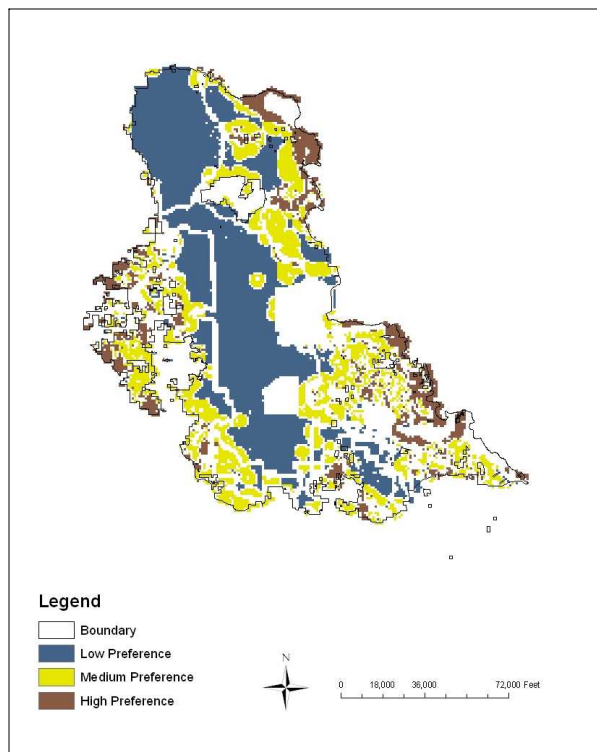 Legend
Boundary
Low Preference
Medium Preference
High Preference
N
0 18,000 36,000 72,000 Feet